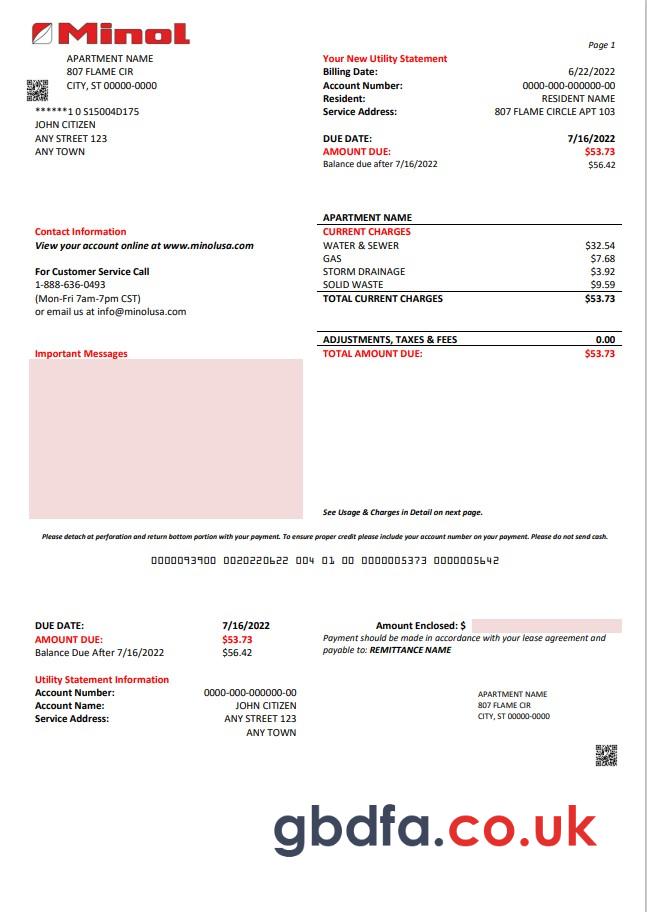 Minol
Page 1
APARTMENT NAME
807 FLAME CIR
CITY, ST 00000-0000
******1 0 S15004D175
JOHN CITIZEN
ANY STREET 123
ANY TOWN
Your New Utility Statement
Billing Date: 6/22/2022
Account Number: 0000-000-000000-00
Resident: RESIDENT NAME
Service Address: 807 FLAME CIRCLE APT 103
DUE DATE: 7/16/2022
AMOUNT DUE: $53.73
Balance due after 7/16/2022 $56.42
Contact Information
View your account online at www.minolusa.com
For Customer Service Call
1-888-636-0493
(Mon-Fri 7am-7pm CST)
or email us at info@minolusa.com
APARTMENT NAME
CURRENT CHARGES
WATER & SEWER $32.54
GAS $7.68
STORM DRAINAGE $3.92
SOLID WASTE $9.59
TOTAL CURRENT CHARGES $53.73
ADJUSTMENTS, TAXES & FEES 0.00
TOTAL AMOUNT DUE: $53.73
Important Messages
See Usage & Charges in Detail on next page.
Please detach at perforation and return bottom portion with your payment. To ensure proper credit please include your account number on your payment. Please do not send cash.
0000093900 0020220622 004 01 00 0000005373 0000005642
DUE DATE: 7/16/2022
AMOUNT DUE: $53.73
Balance Due After 7/16/2022 $56.42
Amount Enclosed: $
Payment should be made in accordance with your lease agreement and
payable to: REMITTANCE NAME
Utility Statement Information
Account Number: 0000-000-000000-00
Account Name: JOHN CITIZEN
Service Address: ANY STREET 123
ANY TOWN
APARTMENT NAME
807 FLAME CIR
CITY, ST 00000-0000
gbdfa.co.uk